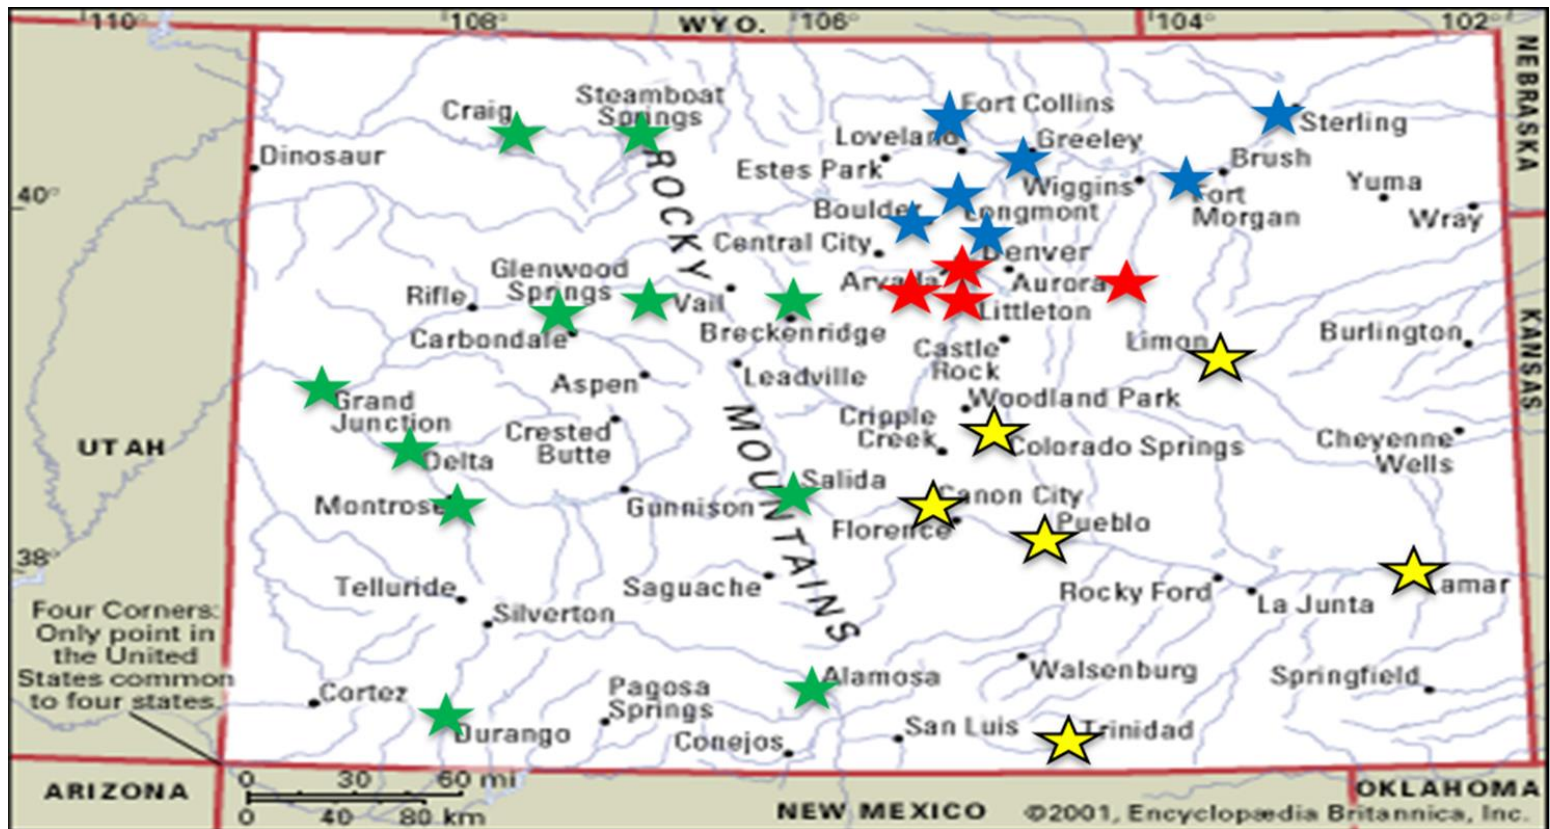 110°
108°
WYO.
106°
104°
102°
NEBRASKA
Steamboat
Springs
Craig
Fort Collins
Loveland
Greeley
Sterling
Dinosaur
Estes Park
Brush
Wiggins
Fort
Morgan
Yuma
Wray
40°
ROCKY
Boulder
Longmont
Central City
Denver
Glenwood
Springs
Arvada
Aurora
Rifle
Vail
Littleton
KANSAS
Carbondale
Breckenridge
Castle
Rock
Limon
Burlington
Aspen
Leadville
Grand
Junction
Woodland Park
Cripple
Creek
UTAH
Crested
Butte
MOUNTAINS
Colorado Springs
Cheyenne
Wells
Delta
Montrose
Gunnison
Salida
Canon City
Florence
Pueblo
38°
Telluride
Saguache
Rocky Ford
La Junta
amar
Silverton
Four Corners:
Only point in
the United
States common
to four states.
Walsenburg
Springfield
Alamosa
Cortez
Pagosa
Springs
Durango
Conejos
San Luis
Trinidad
ARIZONA
0 30 60 mi
0 40 80 km
NEW MEXICO
OKLAHOMA
©2001, Encyclopædia Britannica, Inc.